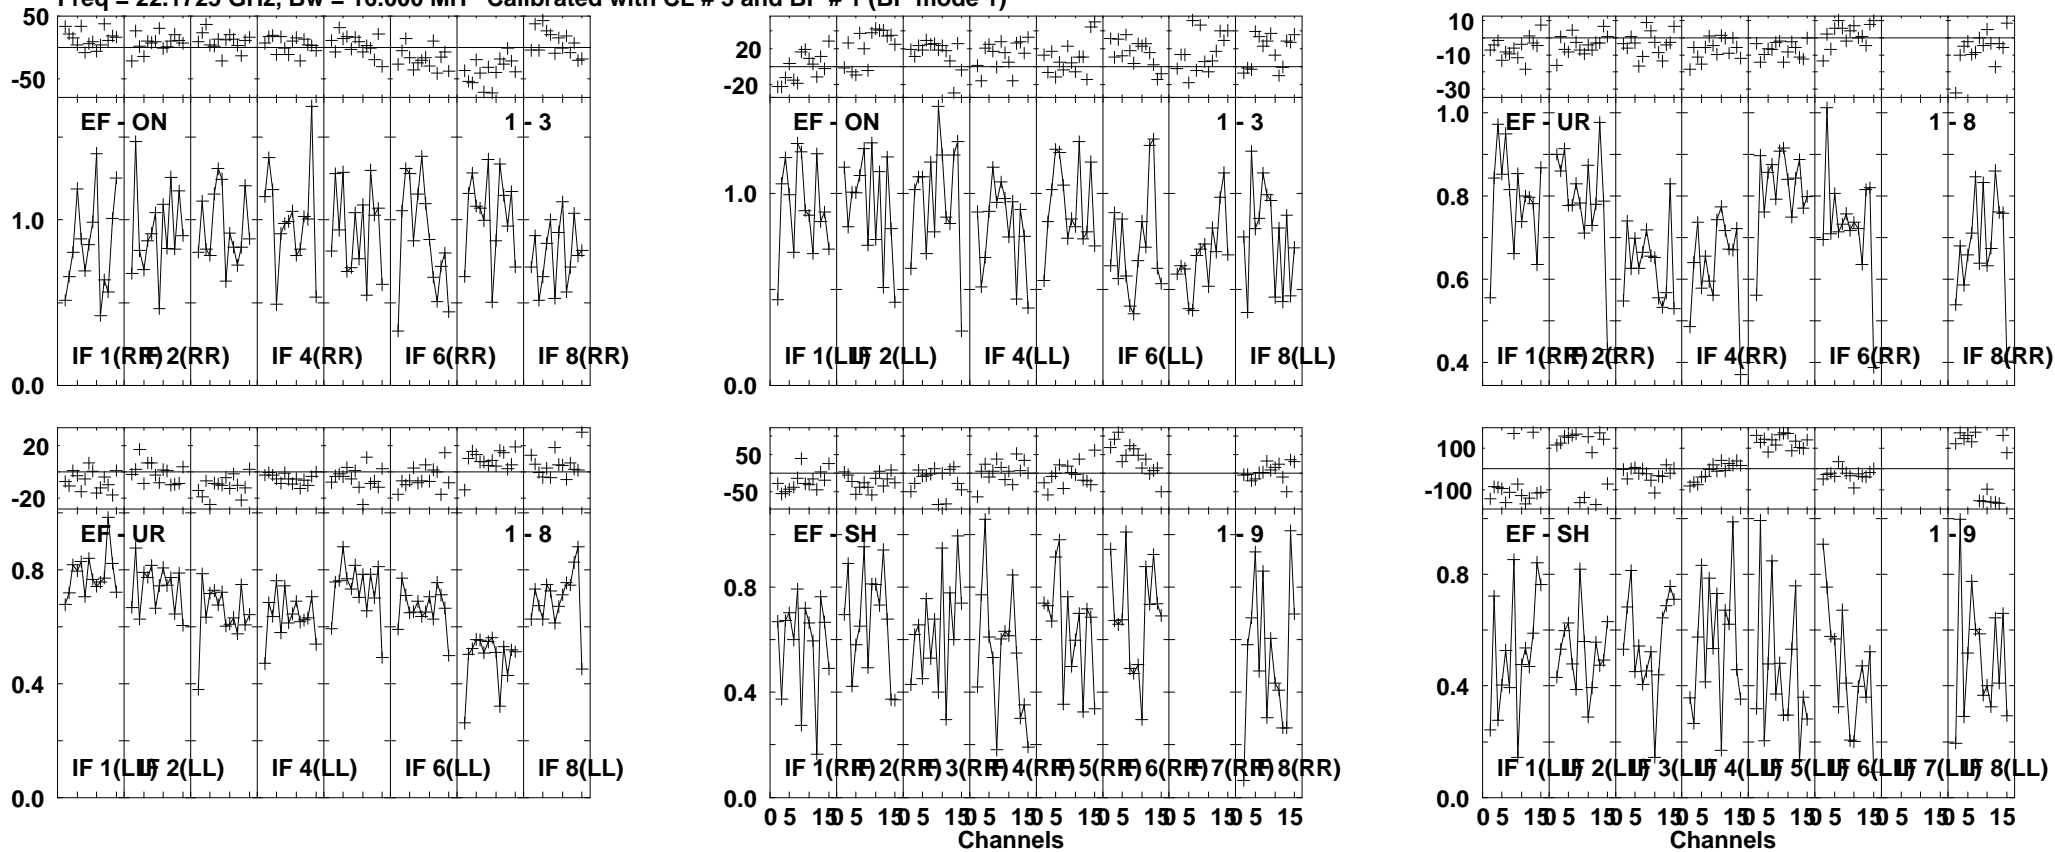 Freq = 22.1725 GHz, Bw = 16.000 MH Calibrated with CL # 3 and BP # 1 (BP mode 1)
50
-50
EF - ON 1 - 3
1.0
IF 1(RR) IF 2(RR) IF 4(RR) IF 6(RR) IF 8(RR)
0.0
20
-20
EF - ON 1 - 3
1.0
IF 1(LL) IF 2(LL) IF 4(LL) IF 6(LL) IF 8(LL)
0.0
10
-10
-30
1.0
EF - UR 1 - 8
0.8
0.6
IF 1(RR) IF 2(RR) IF 4(RR) IF 6(RR) IF 8(RR)
0.4
20
-20
EF - UR 1 - 8
0.8
0.4
IF 1(LL) IF 2(LL) IF 4(LL) IF 6(LL) IF 8(LL)
0.0
50
-50
EF - SH 1 - 9
0.8
0.4
IF 1(RR) IF 2(RR) IF 3(RR) IF 4(RR) IF 5(RR) IF 6(RR) IF 7(RR) IF 8(RR)
0.0
0 5 15 0 5 15 0 5 15 0 5 15 0 5 15 0 5 15 0 5 15 0 5 15
Channels
100
-100
EF - SH 1 - 9
0.8
0.4
IF 1(LL) IF 2(LL) IF 3(LL) IF 4(LL) IF 5(LL) IF 6(LL) IF 7(LL) IF 8(LL)
0.0
0 5 15 0 5 15 0 5 15 0 5 15 0 5 15 0 5 15 0 5 15 0 5 15
Channels